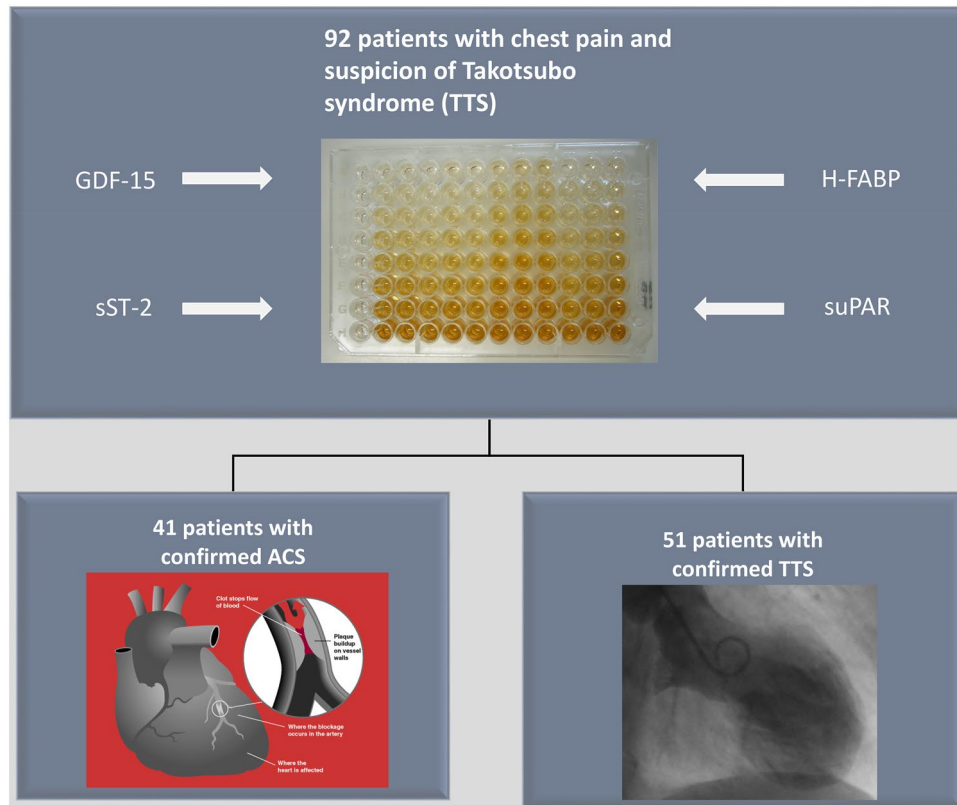 92 patients with chest pain and
suspicion of Takotsubo
syndrome (TTS)
GDF-15
H-FABP
sST-2
suPAR
41 patients with
confirmed ACS
Clot stops flow
of blood
Plaque
buildup on
vessel
walls
Where the blockage
occurs in the artery
Where the
heart is affected
51 patients with
confirmed TTS